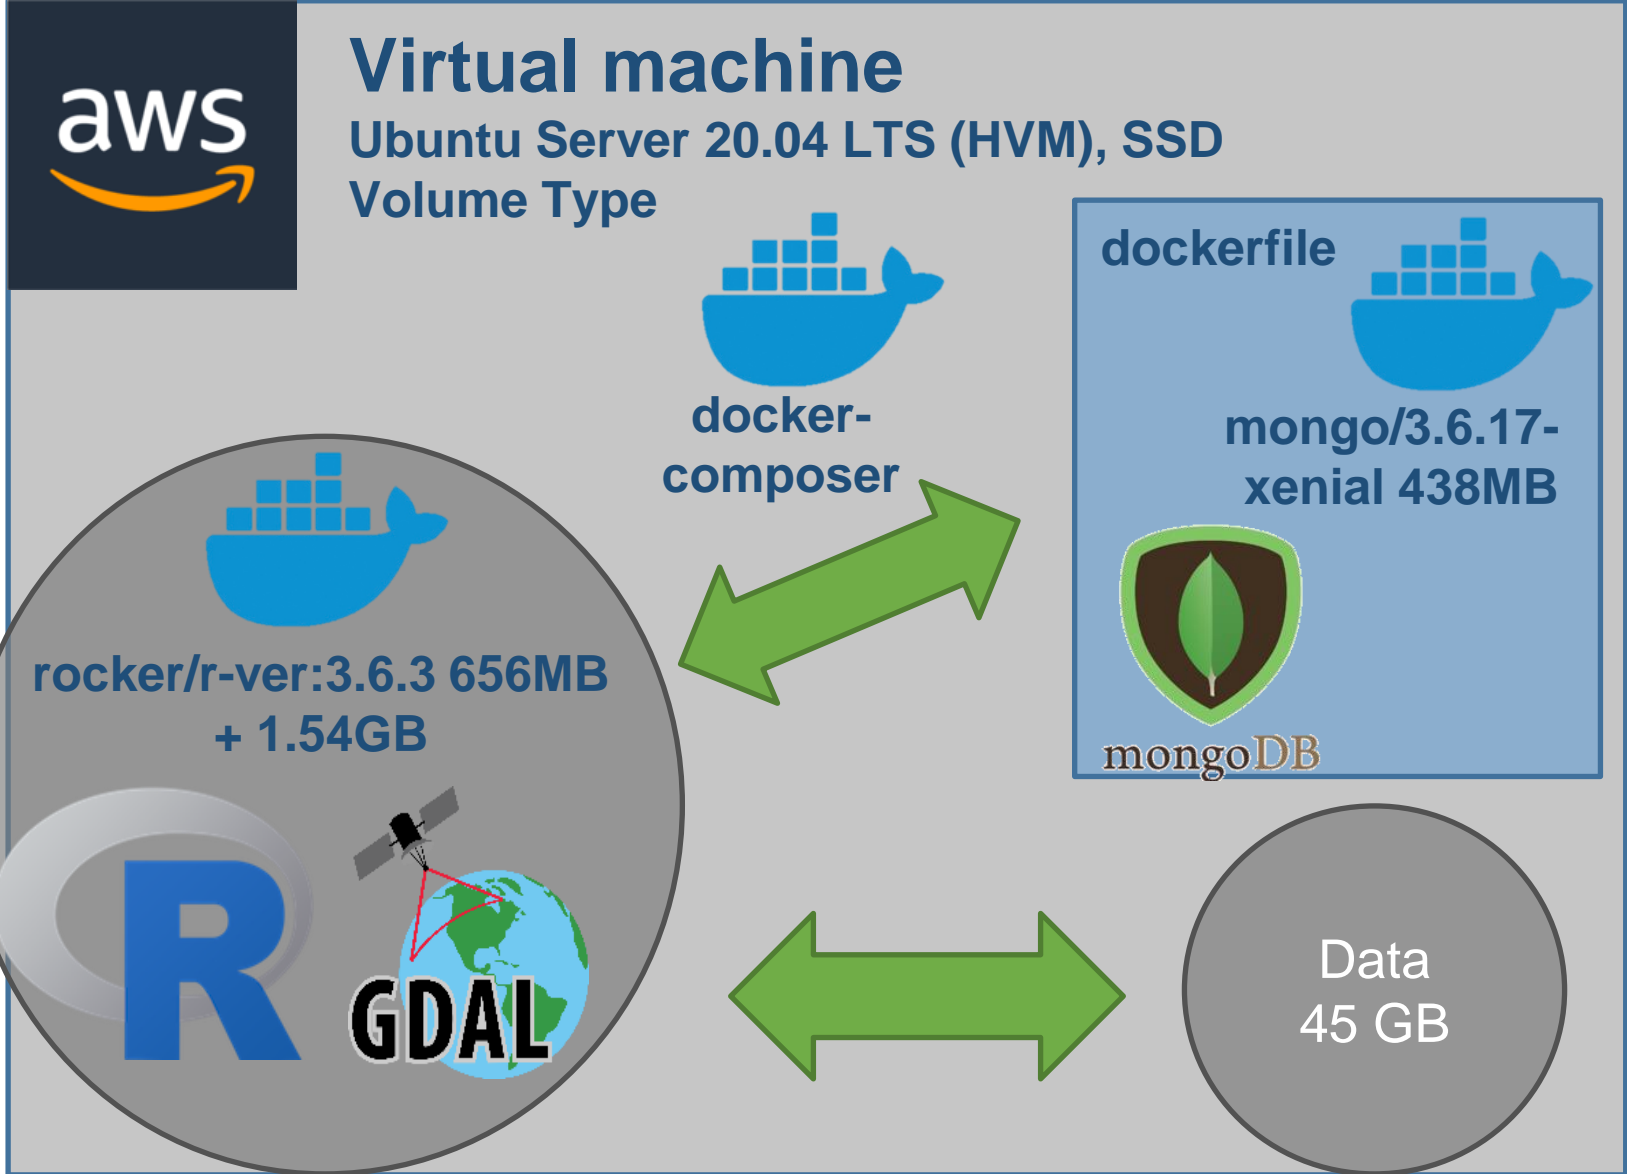 aws
Virtual machine
Ubuntu Server 20.04 LTS (HVM), SSD
Volume Type
docker-
composer
dockerfile
mongo/3.6.17-
xenial 438MB
mongoDB
rocker/r-ver:3.6.3 656MB
+ 1.54GB
R
GDAL
Data
45 GB